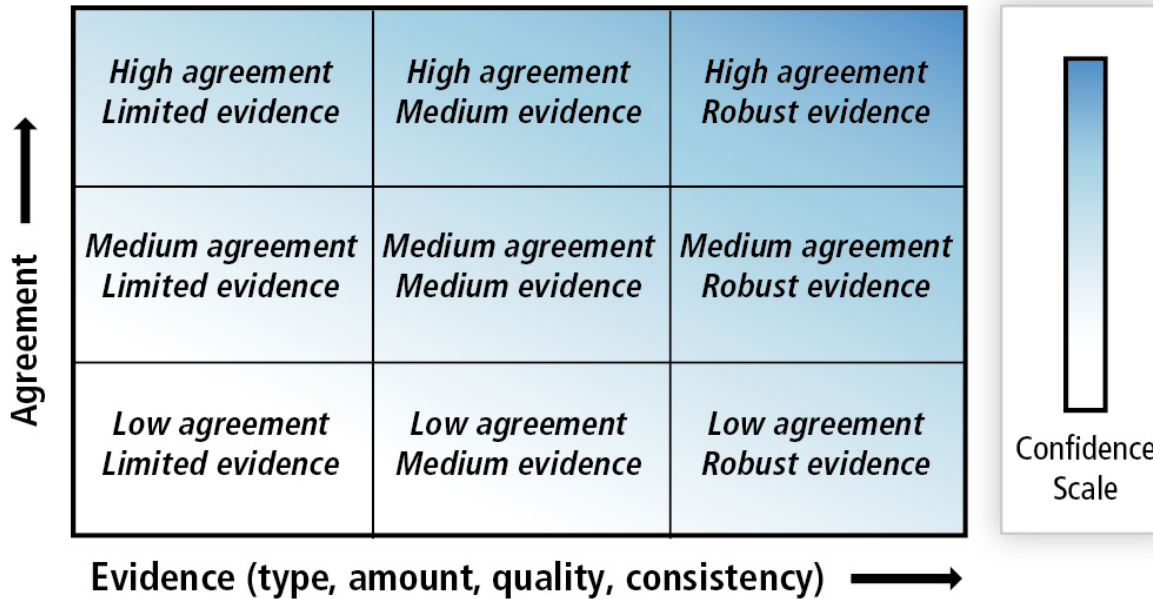 High agreement
Limited evidence
High agreement
Medium evidence
High agreement
Robust evidence
Medium agreement
Limited evidence
Medium agreement
Medium evidence
Medium agreement
Robust evidence
Low agreement
Limited evidence
Low agreement
Medium evidence
Low agreement
Robust evidence
Agreement
Evidence (type, amount, quality, consistency)
Confidence
Scale